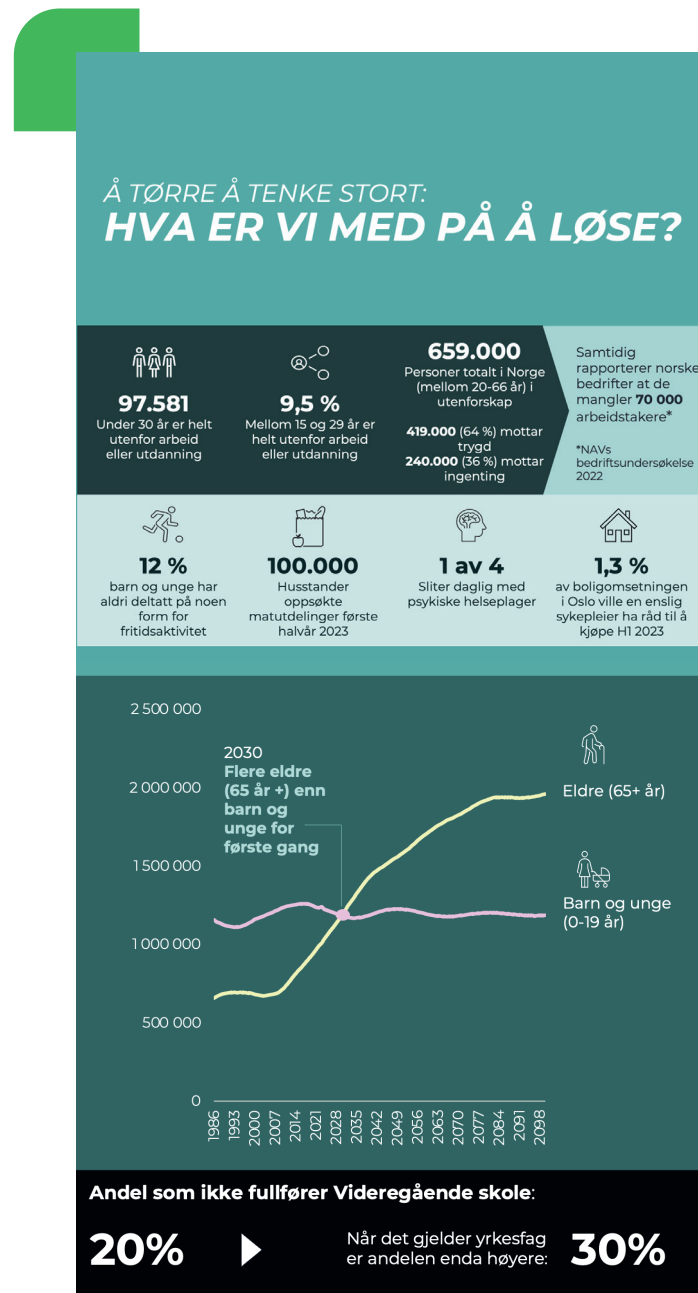 Å TØRRE Å TENKE STORT:
HVA ER VI MED PÅ Å LØSE?
97.581
Under 30 år er helt
utenfor arbeid
eller utdanning
9,5 %
Mellom 15 og 29 år er
helt utenfor arbeid
eller utdanning
659.000
Personer totalt i Norge
(mellom 20-66 år) i
utenforskap
419.000 (64 %) mottar
trygd
240.000 (36 %) mottar
ingenting
Samtidig
rapporterer norske
bedrifter at de
mangler 70 000
arbeidstakere*
*NAVs
bedriftsundersøkelse
2022
12 %
barn og unge har
aldri deltatt på noen
form for
fritidsaktivitet
100.000
Husstander
oppsøkte
matutdelinger første
halvår 2023
1 av 4
Sliter daglig med
psykiske helseplager
1,3 %
av boligomsetningen
i Oslo ville en enslig
sykepleier ha råd til å
kjøpe H1 2023
2 500 000
2 000 000
1 500 000
1 000 000
500 000
0
2030
Flere eldre
(65 år +) enn
barn og
unge for
første gang
Eldre (65+ år)
Barn og unge
(0-19 år)
1986
1993
2000
2007
2014
2021
2028
2035
2042
2049
2056
2063
2070
2077
2084
2091
2098
Andel som ikke fullfører Videregående skole:
20%
Når det gjelder yrkesfag
er andelen enda høyere:
30%